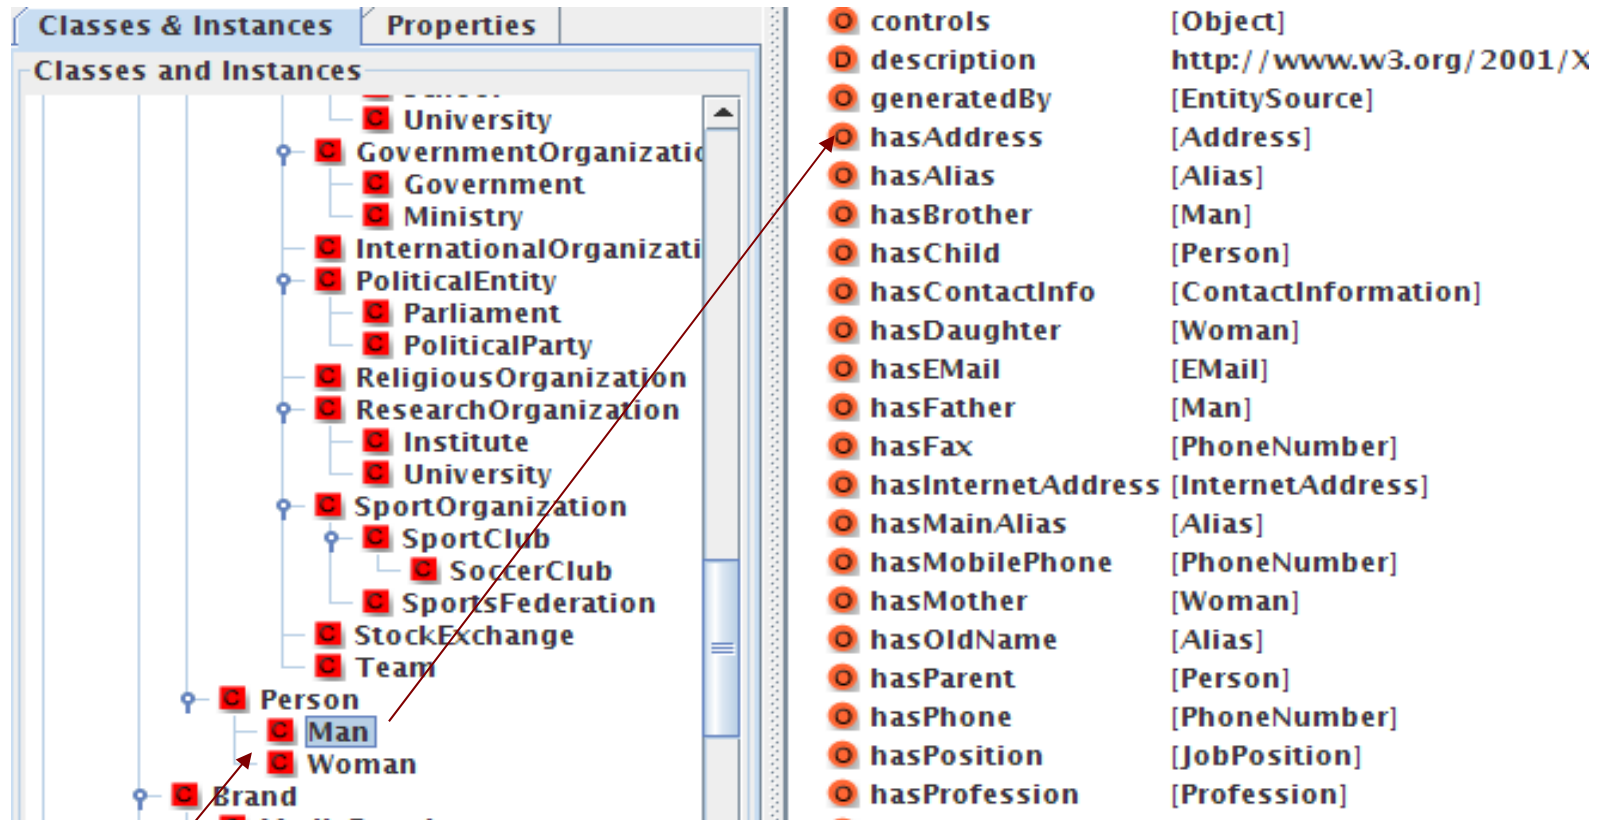 Classes & Instances
Properties
Classes and Instances
University
GovernmentOrganizatic
Government
Ministry
InternationalOrganizati
PoliticalEntity
Parliament
PoliticalParty
ReligiousOrganization
ResearchOrganization
Institute
University
SportOrganization
SportClub
SoccerClub
SportsFederation
StockExchange
Team
Person
Man
Woman
Brand
controls [Object]
description http://www.w3.org/2001/X
generatedBy [EntitySource]
hasAddress [Address]
hasAlias [Alias]
hasBrother [Man]
hasChild [Person]
hasContactInfo [ContactInformation]
hasDaughter [Woman]
hasEMail [EMail]
hasFather [Man]
hasFax [PhoneNumber]
hasInternetAddress [InternetAddress]
hasMainAlias [Alias]
hasMobilePhone [PhoneNumber]
hasMother [Woman]
hasOldName [Alias]
hasParent [Person]
hasPhone [PhoneNumber]
hasPosition [JobPosition]
hasProfession [Profession]